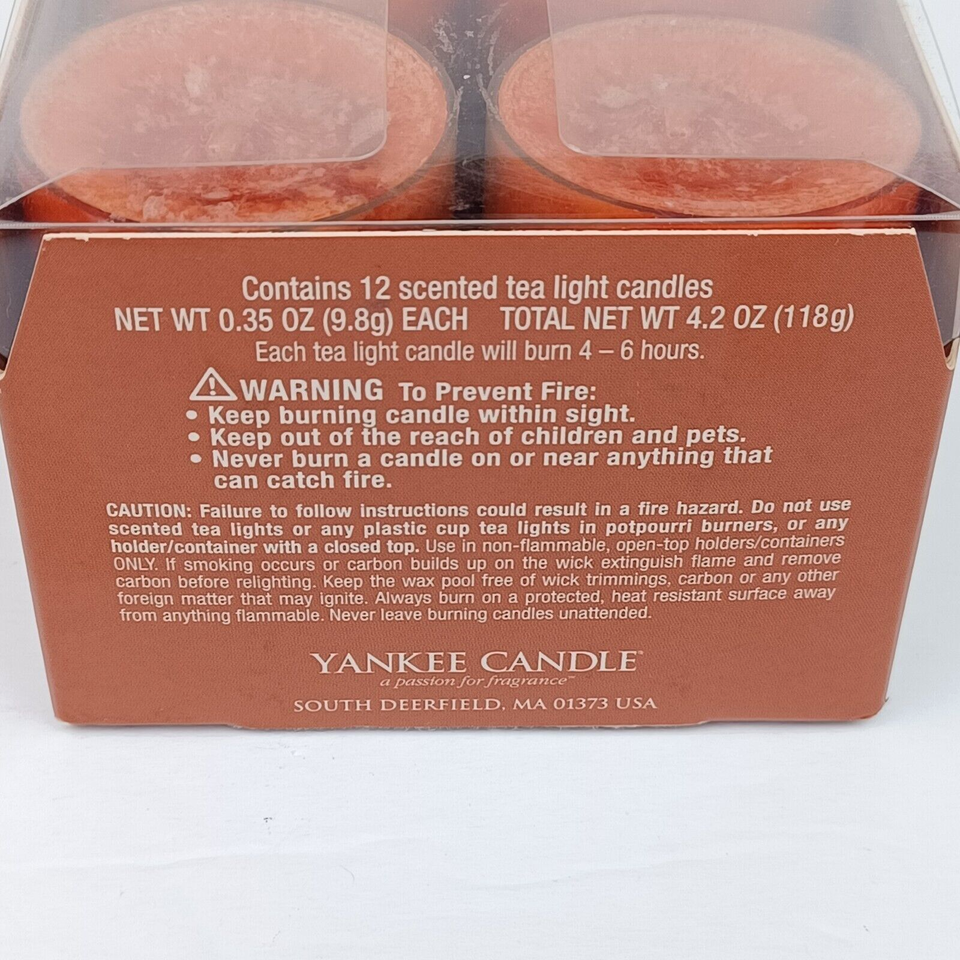 Contains 12 scented tea light candles
NET WT 0.35 OZ (9.8g) EACH TOTAL NET WT 4.2 OZ (118g)
Each tea light candle will burn 4 – 6 hours.
⚠ WARNING To Prevent Fire:
• Keep burning candle within sight.
• Keep out of the reach of children and pets.
• Never burn a candle on or near anything that
can catch fire.
CAUTION: Failure to follow instructions could result in a fire hazard. Do not use
scented tea lights or any plastic cup tea lights in potpourri burners, or any
holder/container with a closed top. Use in non-flammable, open-top holders/containers
ONLY. If smoking occurs or carbon builds up on the wick extinguish flame and remove
carbon before relighting. Keep the wax pool free of wick trimmings, carbon or any other
foreign matter that may ignite. Always burn on a protected, heat resistant surface away
from anything flammable. Never leave burning candles unattended.
YANKEE CANDLE™
a passion for fragrance™
SOUTH DEERFIELD, MA 01373 USA